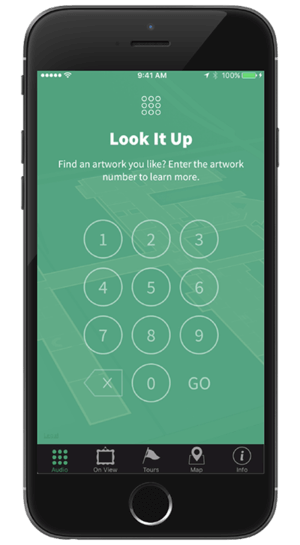 9:41 AM 100%
Look It Up
Find an artwork you like? Enter the artwork
number to learn more.
1 2 3
4 5 6
7 8 9
X 0 GO
Audio On View Tours Map Info